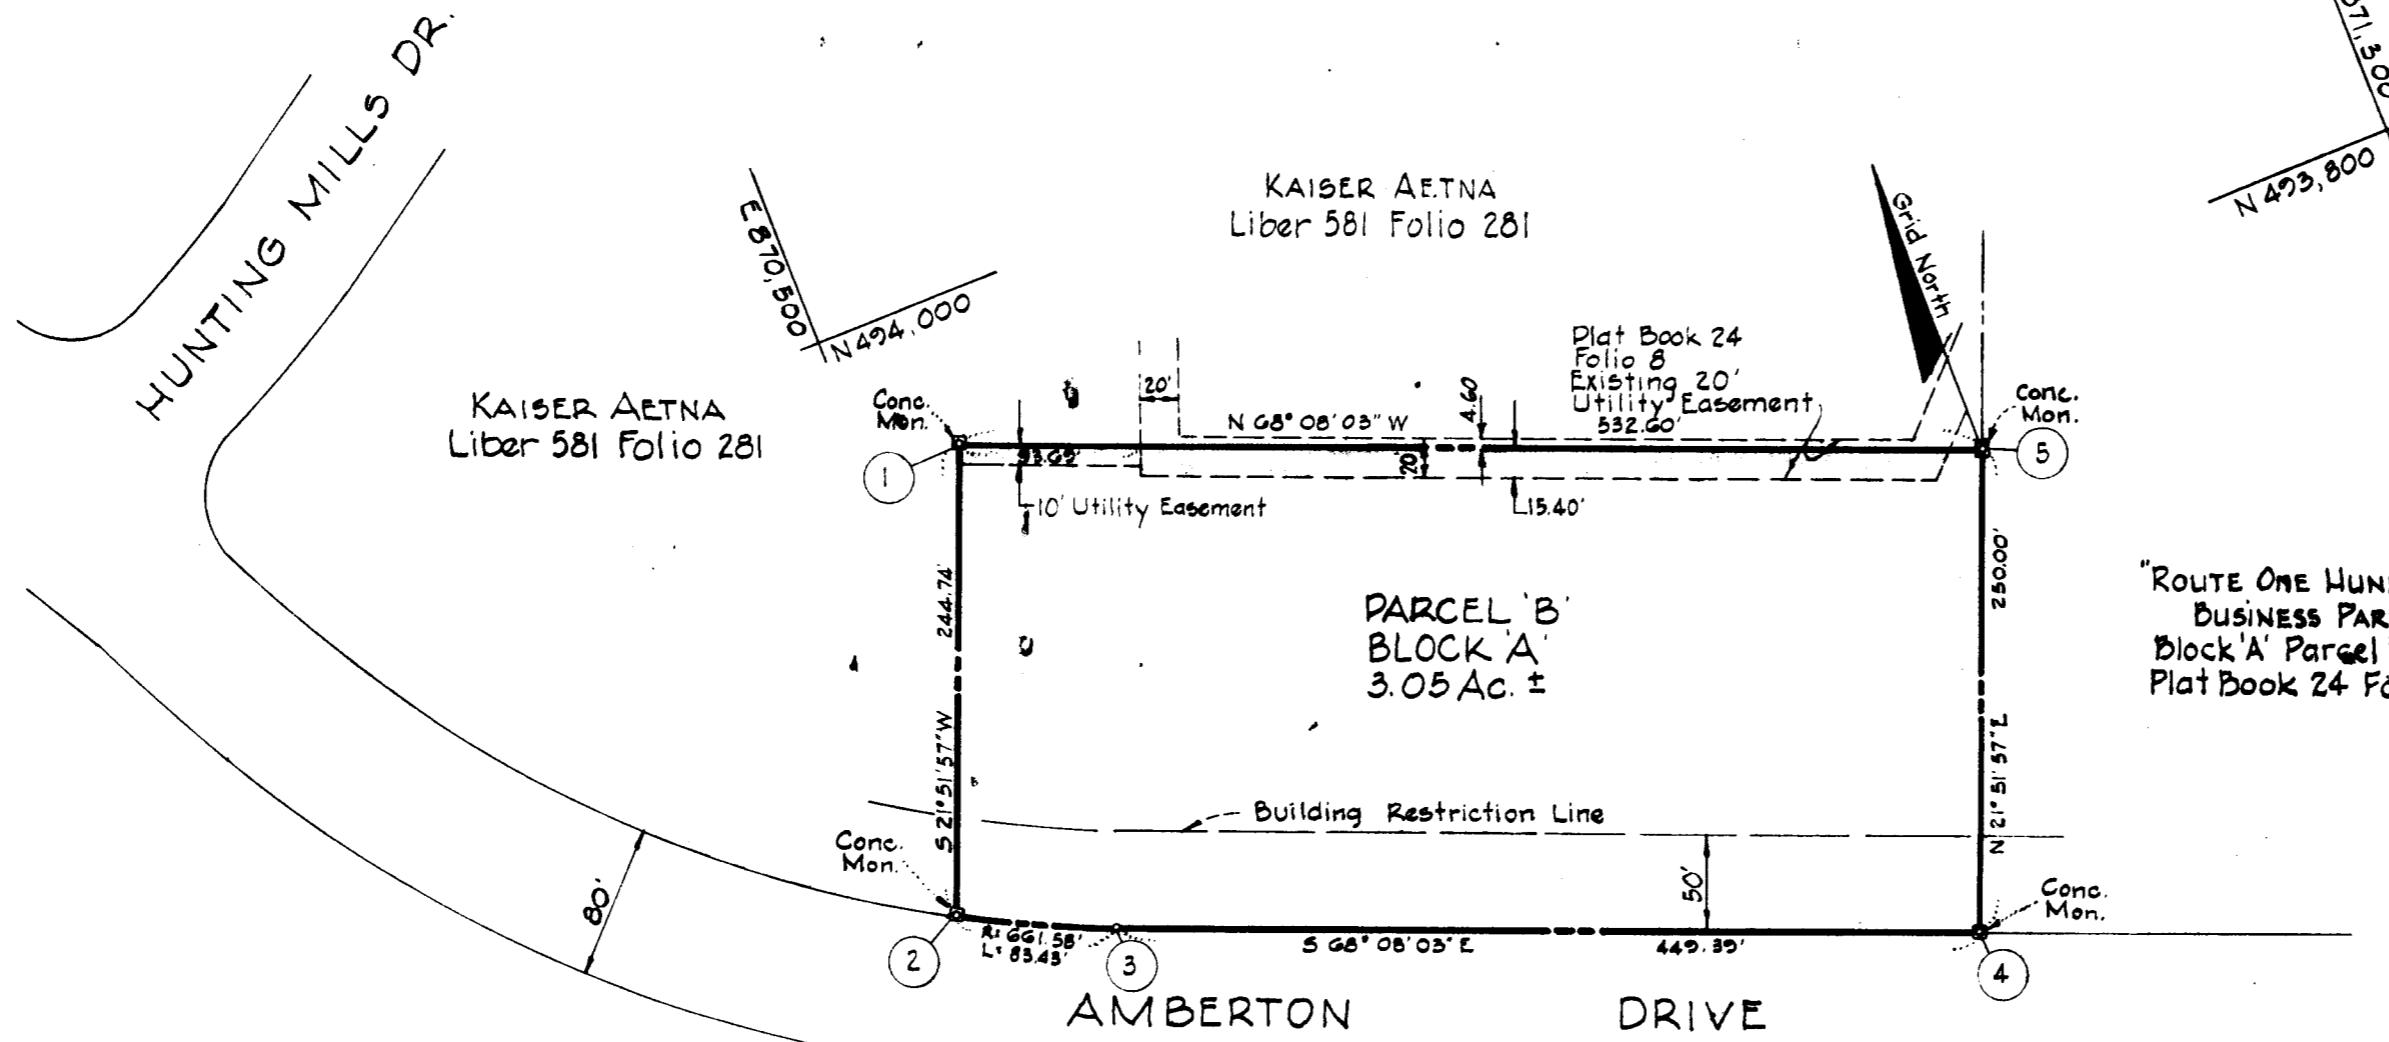 HUNTING MILLS DR.
KAISER AETNA
Liber 581 Folio 281
E 870,500
N 494,000
KAISER AETNA
Liber 581 Folio 281
Grid North
71,300
N 493,800
Plat Book 24
Folio 8
Existing 20'
Utility Easement
Conc.
Mon.
20'
N 68° 08' 03" W
4.60
532.60'
Conc.
Mon.
1
5
20'
10' Utility Easement
15.40'
244.74'
S 21° 51' 57" W
PARCEL 'B'
BLOCK 'A'
3.05 Ac. ±
250.00'
N 21° 51' 57" E
"ROUTE ONE HUN
BUSINESS PAR
Block 'A' Parcel
Plat Book 24 Fo
Building Restriction Line
50'
80'
Conc.
Mon.
Conc.
Mon.
2
R= 661.58'
L= 83.43'
3
S 68° 08' 03" E
449.39'
4
AMBERTON DRIVE